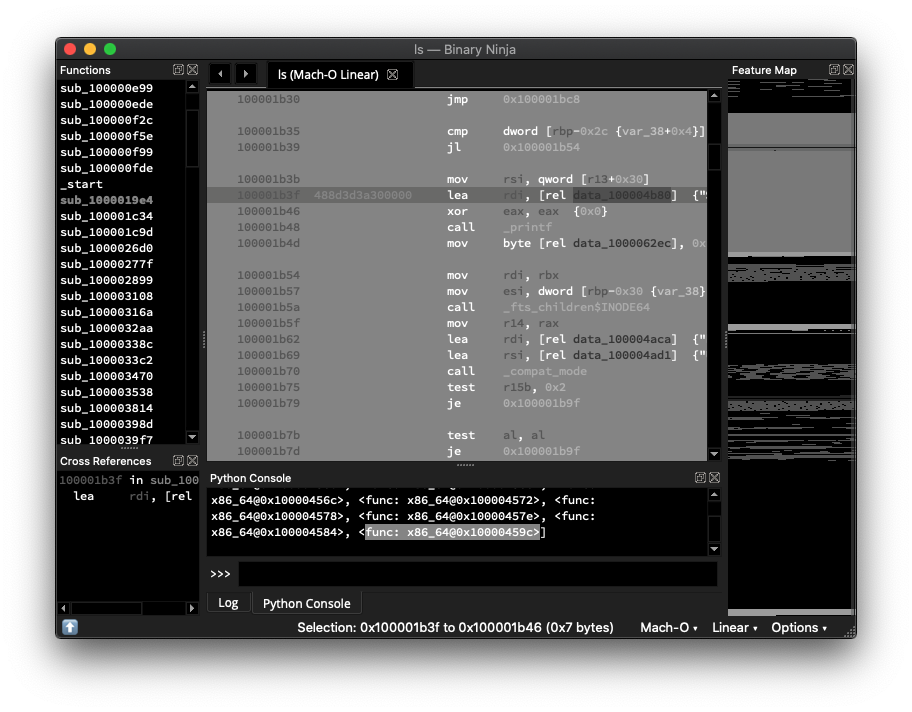 ls — Binary Ninja
Functions
sub_100000e99
sub_100000ede
sub_100000f2c
sub_100000f5e
sub_100000f99
sub_100000fde
_start
sub_1000019e4
sub_100001c34
sub_100001c9d
sub_1000026d0
sub_10000277f
sub_100002899
sub_100003108
sub_10000316a
sub_1000032aa
sub_10000338c
sub_1000033c2
sub_100003470
sub_100003538
sub_100003814
sub_10000398d
sub_1000039f7
Cross References
100001b3f in sub_100
lea rdi, [rel
ls (Mach-O Linear)
100001b30 jmp 0x100001bc8
100001b35 cmp dword [rbp-0x2c {var_38+0x4}]
100001b39 jl 0x100001b54
100001b3b mov rsi, qword [r13+0x30]
100001b3f 488d3d3a300000 lea rdi, [rel data_100004b80] {"
100001b46 xor eax, eax {0x0}
100001b48 call _printf
100001b4d mov byte [rel data_1000062ec], 0x
100001b54 mov rdi, rbx
100001b57 mov esi, dword [rbp-0x30 {var_38}
100001b5a call _fts_children$INODE64
100001b5f mov r14, rax
100001b62 lea rdi, [rel data_100004aca] {"
100001b69 lea rsi, [rel data_100004ad1] {"
100001b70 call _compat_mode
100001b75 test r15b, 0x2
100001b79 je 0x100001b9f
100001b7b test al, al
100001b7d je 0x100001b9f
Python Console
x86_64@0x10000456c>, <func: x86_64@0x100004572>, <func:
x86_64@0x100004578>, <func: x86_64@0x10000457e>, <func:
x86_64@0x100004584>, <func: x86_64@0x10000459c>]
>>>
Log Python Console
Feature Map
Selection: 0x100001b3f to 0x100001b46 (0x7 bytes) Mach-O Linear Options